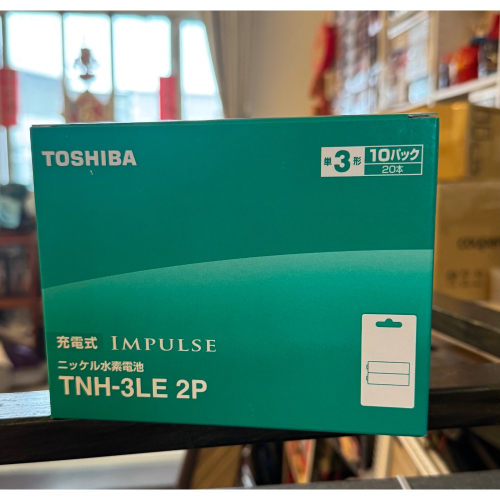 TOSHIBA
単3形 10パック
20本
充電式 IMPULSE
ニッケル水素電池
TNH-3LE 2P